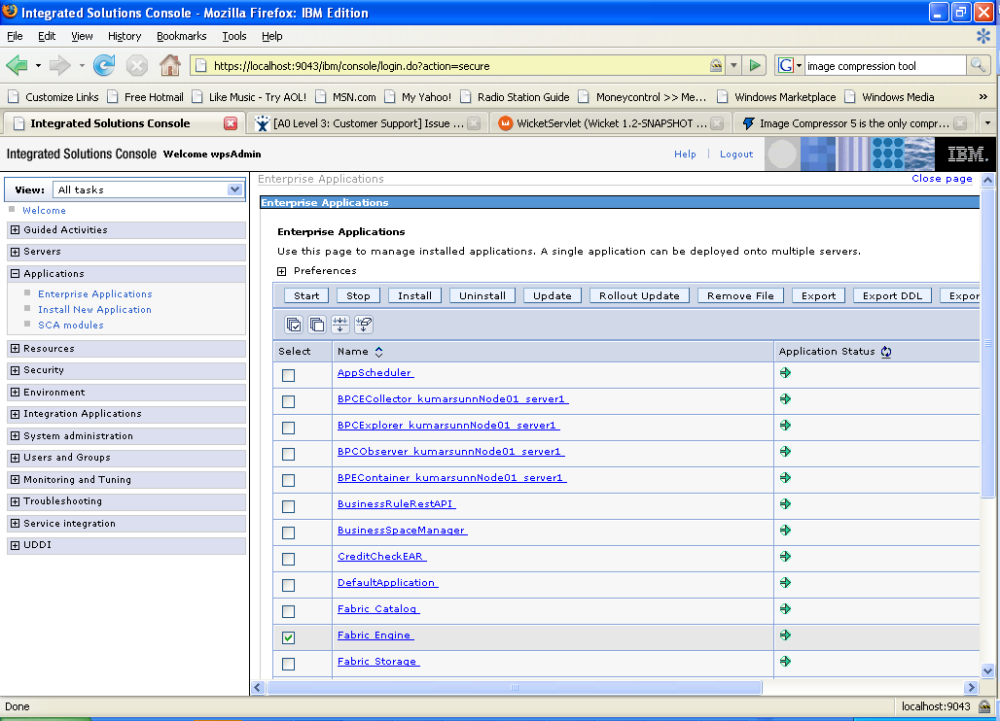 Integrated Solutions Console - Mozilla Firefox: IBM Edition
File Edit View History Bookmarks Tools Help
https://localhost:9043/ibm/console/login.do?action=secure
G
image compression tool
Customize Links Free Hotmail Like Music - Try AOL! MSN.com My Yahoo! Radio Station Guide Moneycontrol >> Me... Windows Marketplace Windows Media »
Integrated Solutions Console [A0 Level 3: Customer Support] Issue ... WicketServlet (Wicket 1.2-SNAPSHOT ... Image Compressor 5 is the only compr...
Integrated Solutions Console Welcome wpsAdmin Help | Logout IBM.
View: All tasks
Welcome
Guided Activities
Servers
Applications
Enterprise Applications
Install New Application
SCA modules
Resources
Security
Environment
Integration Applications
System administration
Users and Groups
Monitoring and Tuning
Troubleshooting
Service integration
UDDI
Enterprise Applications Close page
Enterprise Applications
Enterprise Applications
Use this page to manage installed applications. A single application can be deployed onto multiple servers.
Preferences
Start Stop Install Uninstall Update Rollout Update Remove File Export Export DDL Expor
Select Name Application Status
AppScheduler
BPCECollector_kumarsunnNode01_server1
BPCExplorer_kumarsunnNode01_server1
BPCObserver_kumarsunnNode01_server1
BPEContainer_kumarsunnNode01_server1
BusinessRuleRestAPI
BusinessSpaceManager
CreditCheckEAR
DefaultApplication
Fabric_Catalog
Fabric_Engine
Fabric_Storage
Done localhost:9043